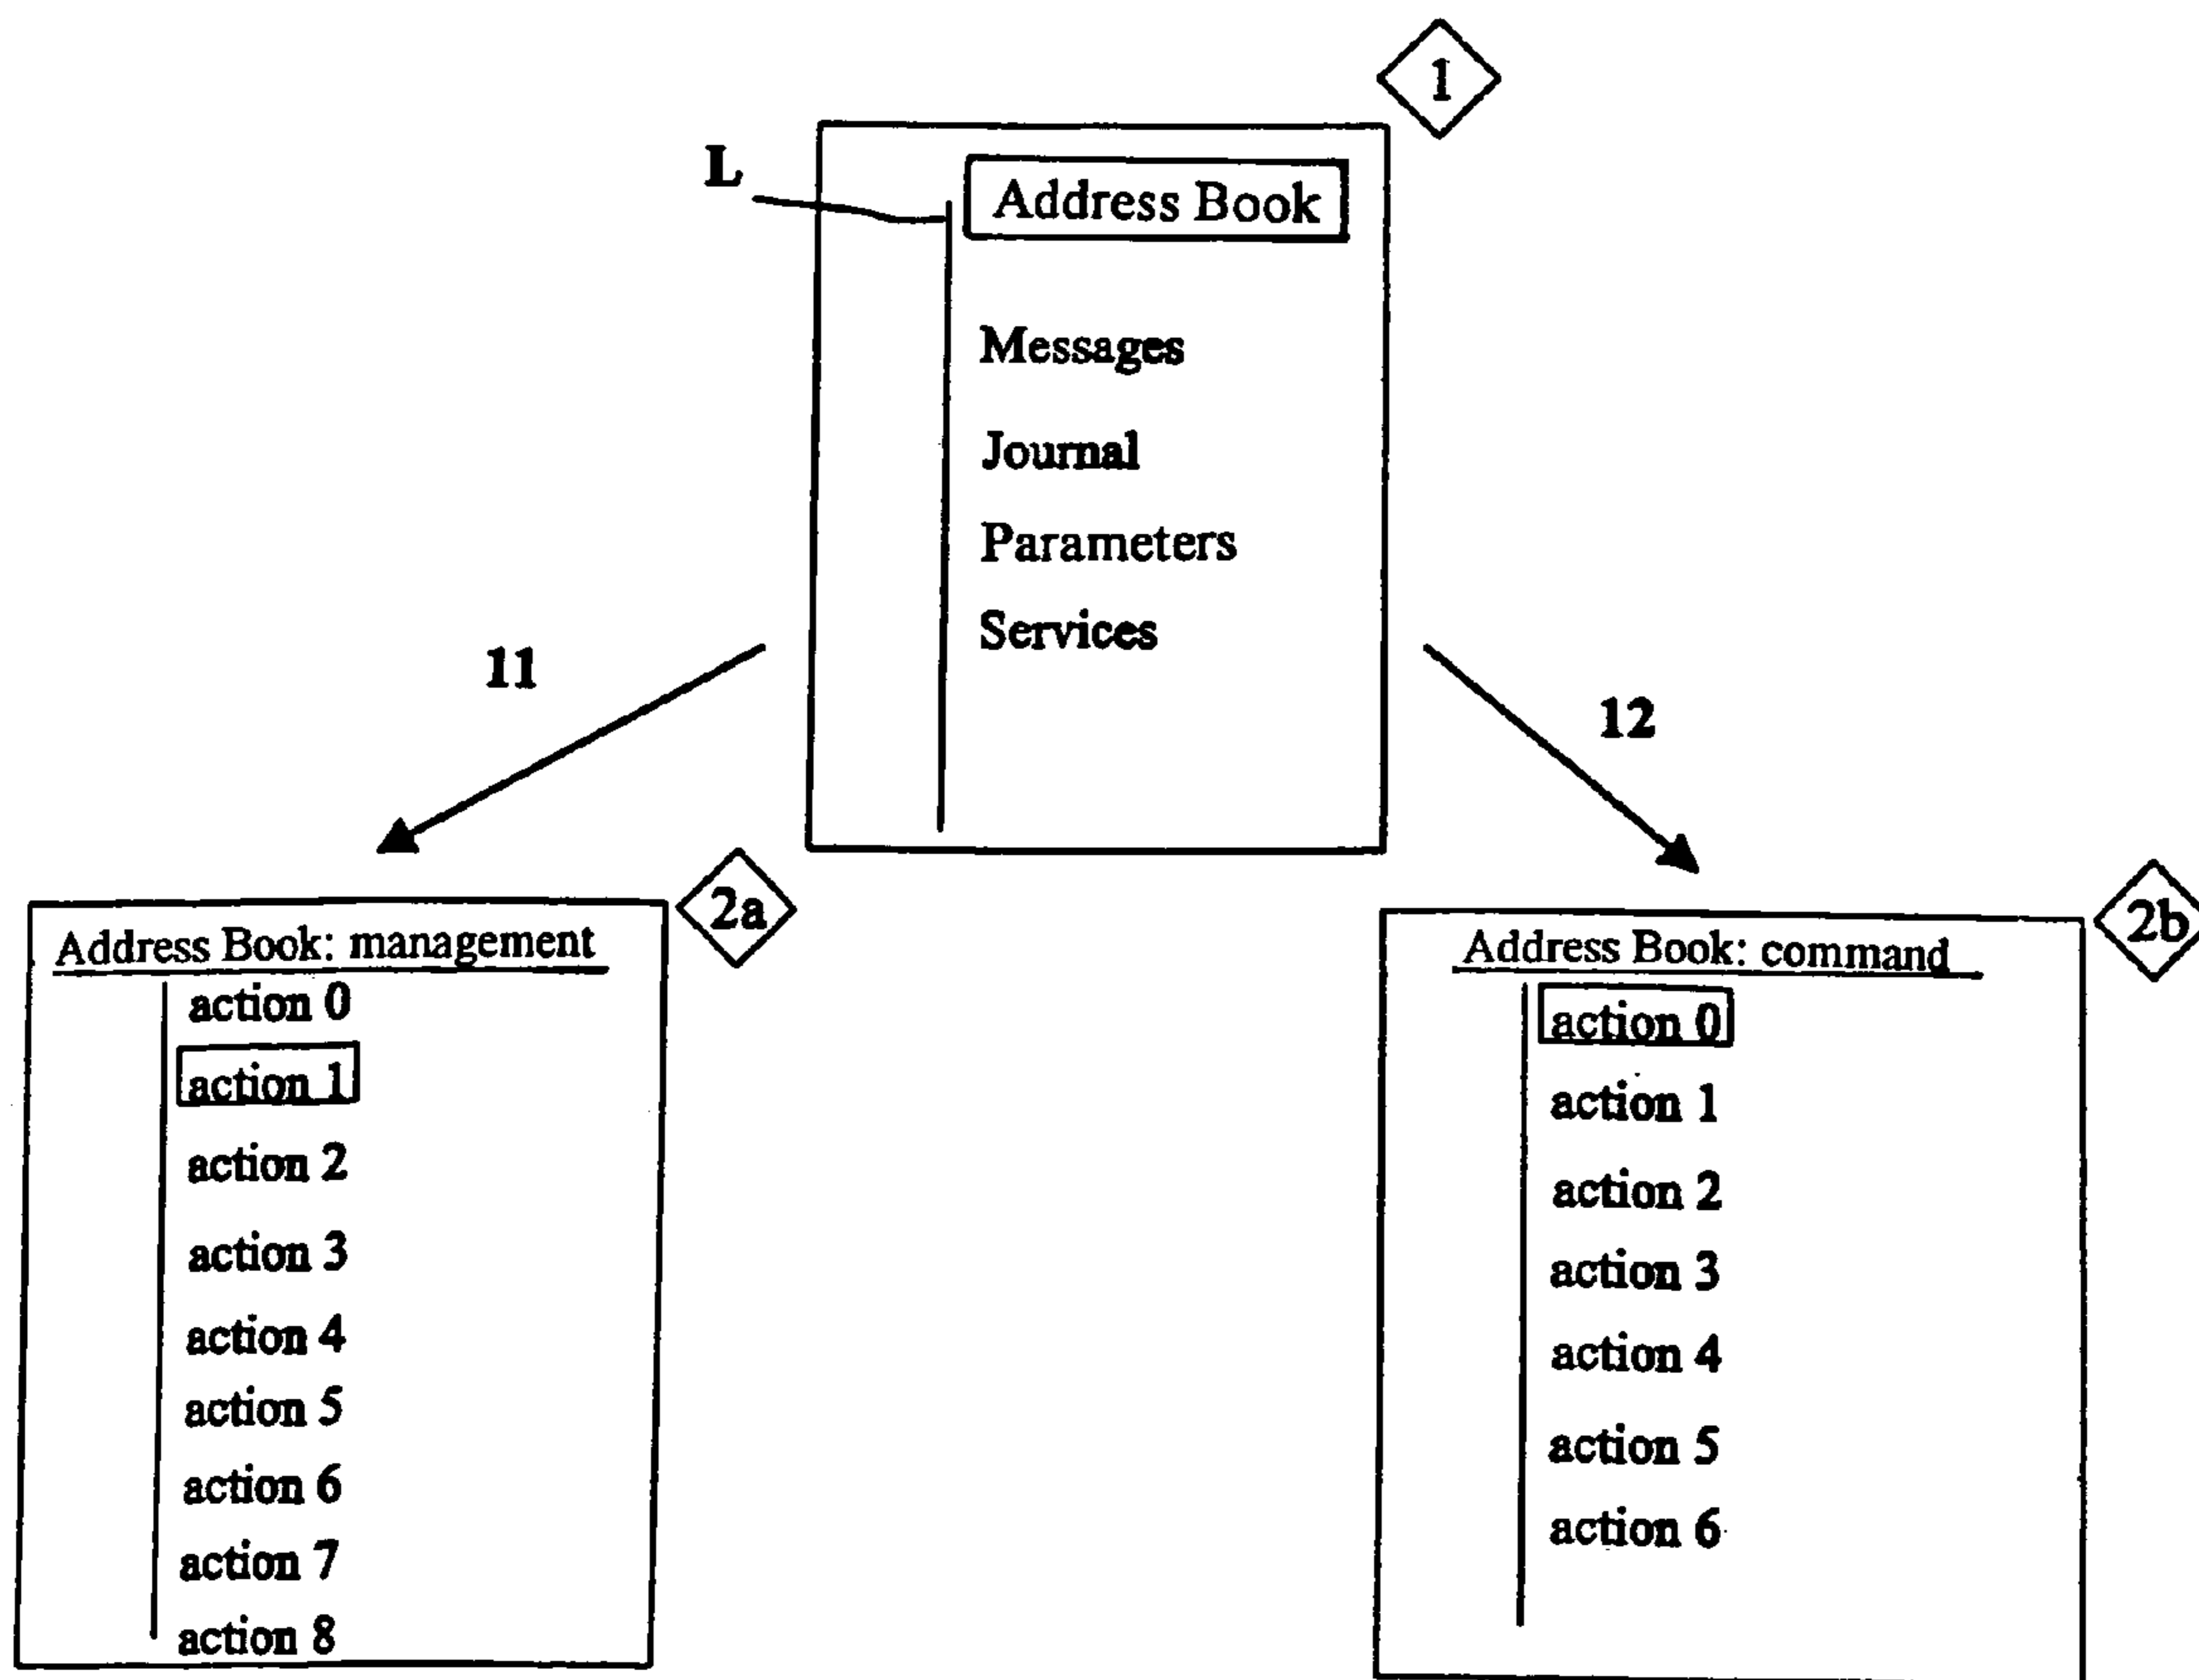 1
L
Address Book
Messages
Journal
Parameters
Services
11
12
2a
Address Book: management
action 0
action 1
action 2
action 3
action 4
action 5
action 6
action 7
action 8
2b
Address Book: command
action 0
action 1
action 2
action 3
action 4
action 5
action 6